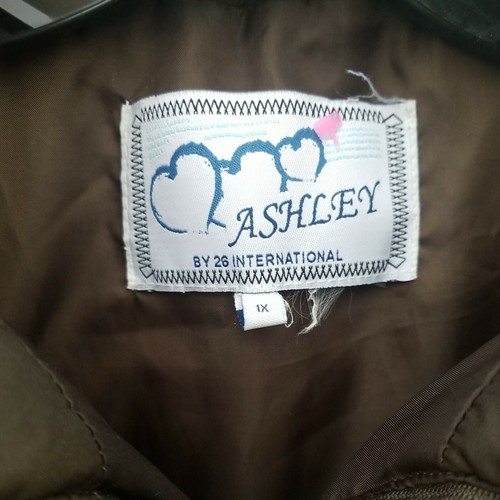 ASHLEY
BY 26 INTERNATIONAL
1X